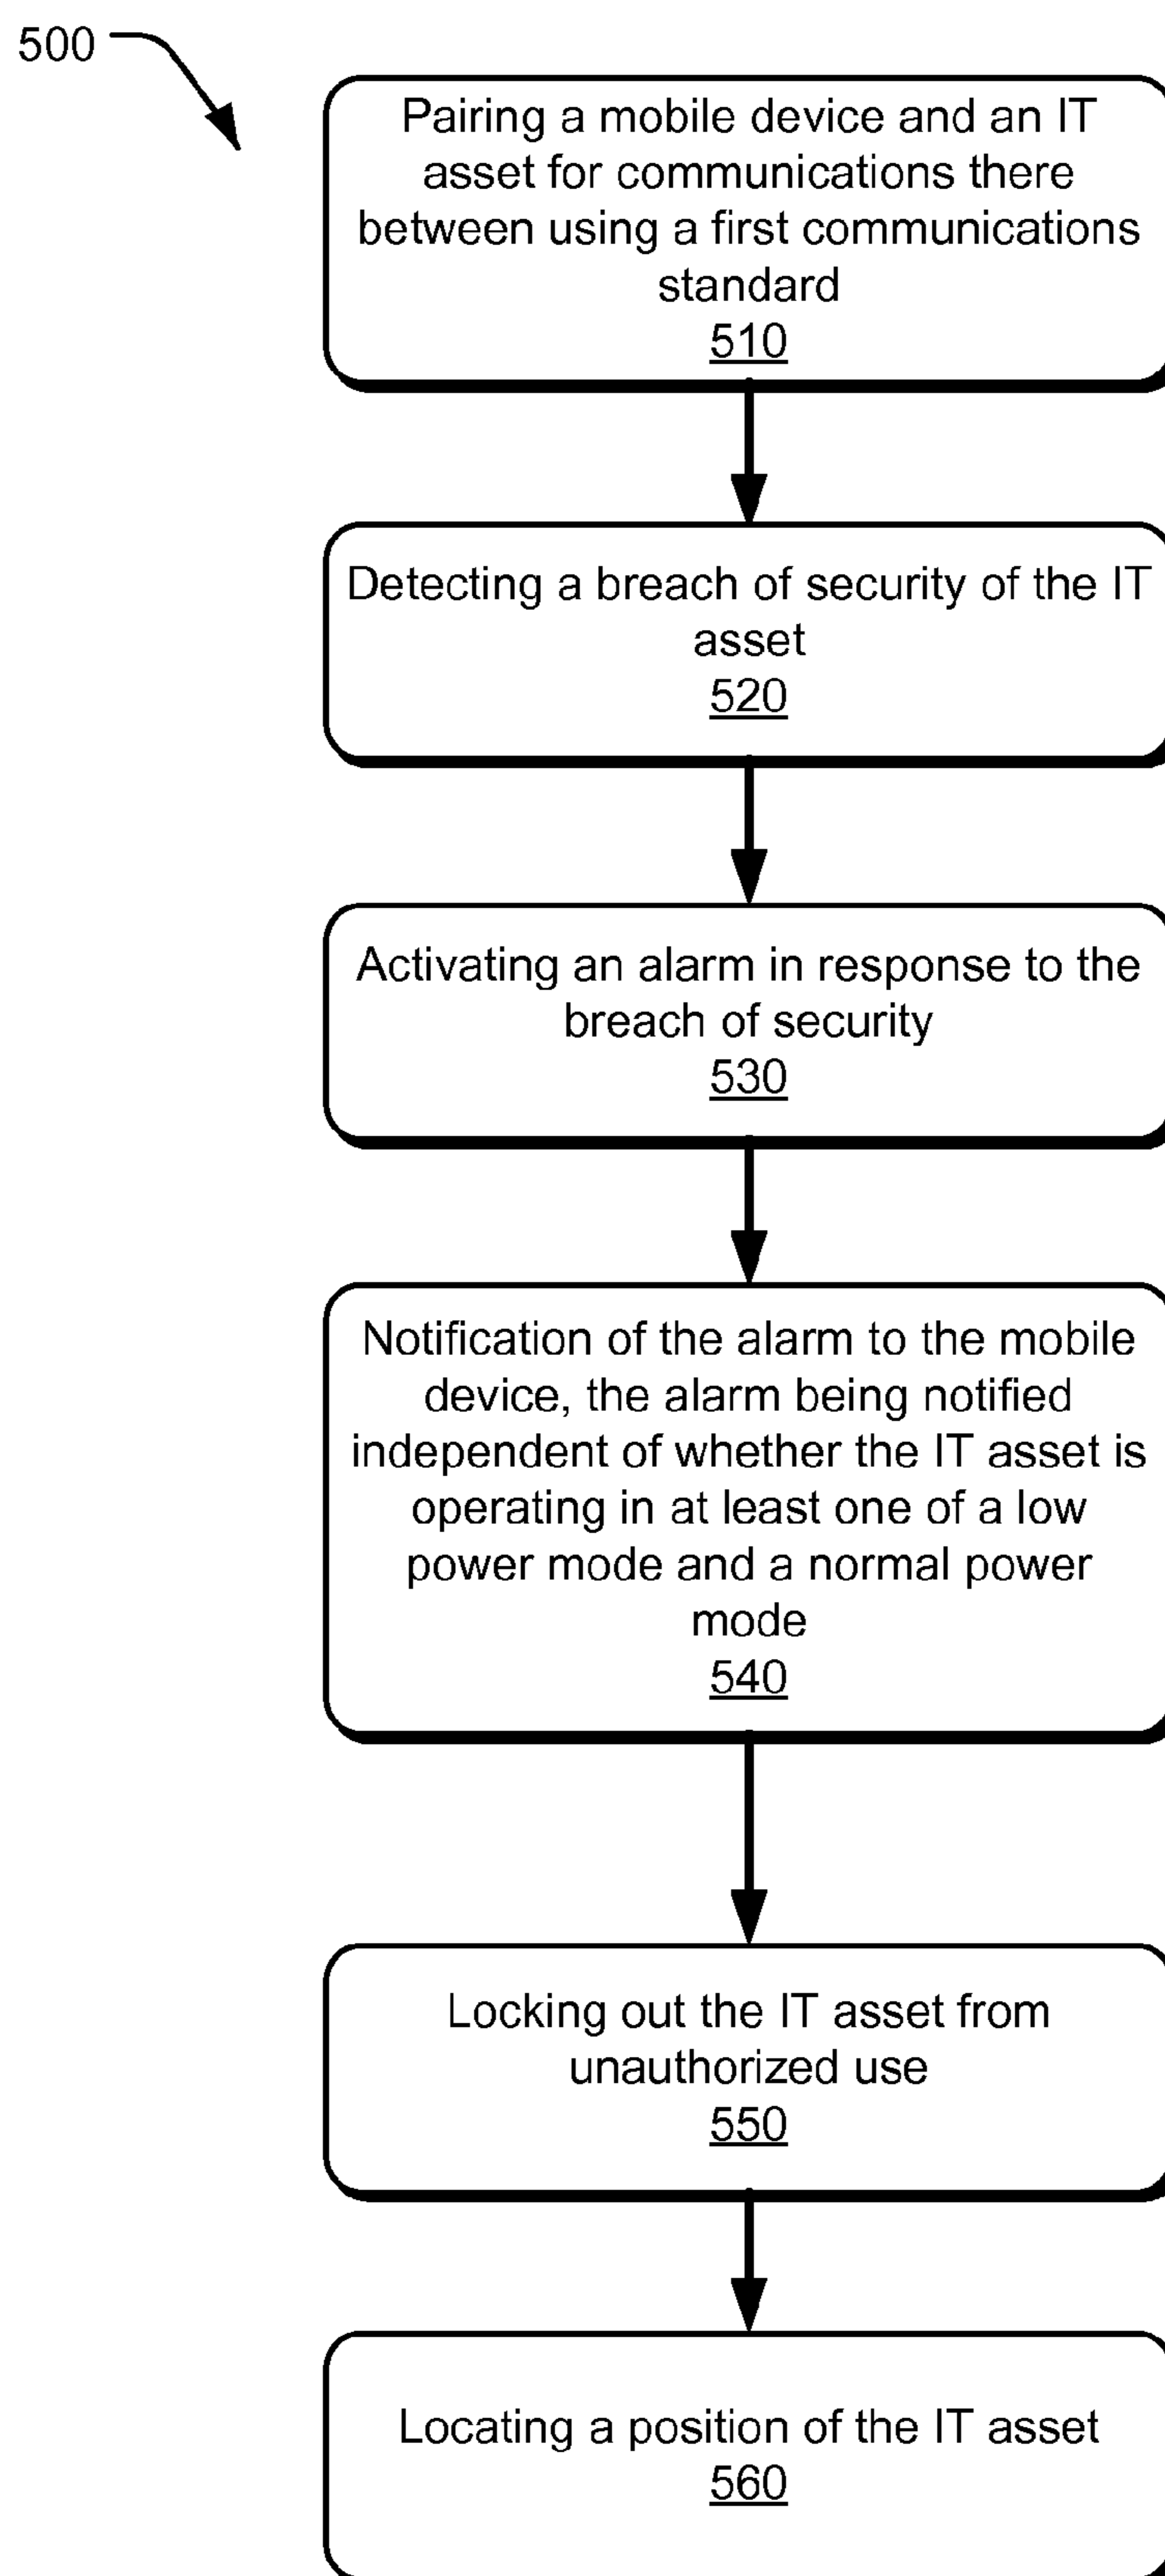 500
Pairing a mobile device and an IT
asset for communications there
between using a first communications
standard
510
Detecting a breach of security of the IT
asset
520
Activating an alarm in response to the
breach of security
530
Notification of the alarm to the mobile
device, the alarm being notified
independent of whether the IT asset is
operating in at least one of a low
power mode and a normal power
mode
540
Locking out the IT asset from
unauthorized use
550
Locating a position of the IT asset
560